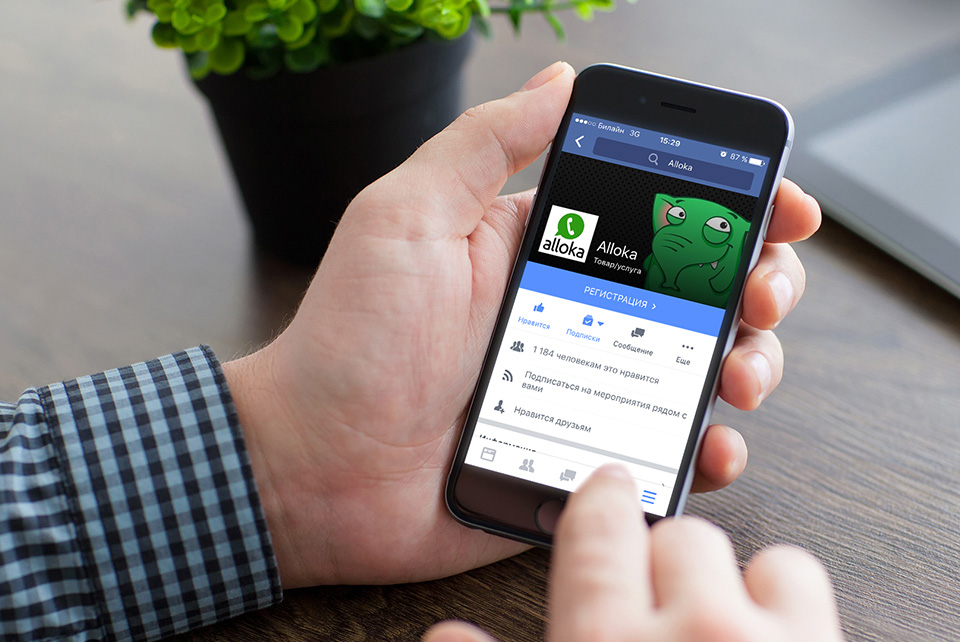 Билайн 3G 15:29 87 %
Alloka
alloka
Alloka
Товар/услуга
РЕГИСТРАЦИЯ >
Нравится Подписки Сообщение Еще
1 184 человекам это нравится
Подписаться на мероприятия рядом с
вами
Нравится друзьям